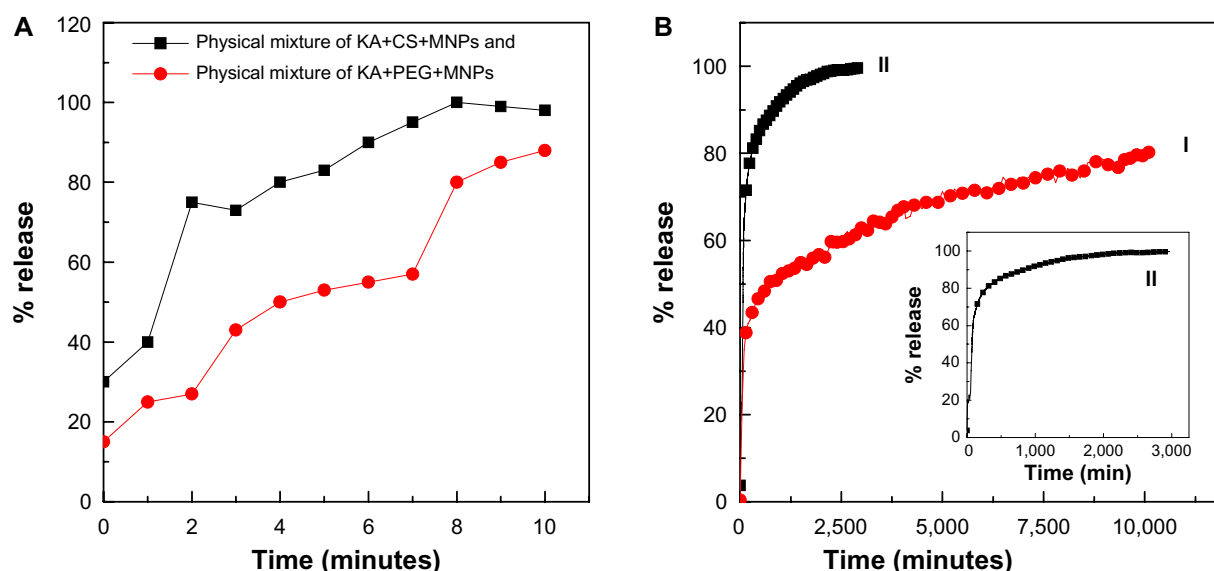 A
Physical mixture of KA+CS+MNPs and
Physical mixture of KA+PEG+MNPs
% release
120
100
80
60
40
20
0
0 2 4 6 8 10
Time (minutes)
B
II
I
% release
100
80
60
40
20
0
0 2,500 5,000 7,500 10,000
Time (minutes)
II
% release
100
80
60
40
20
0
0 1,000 2,000 3,000
Time (min)